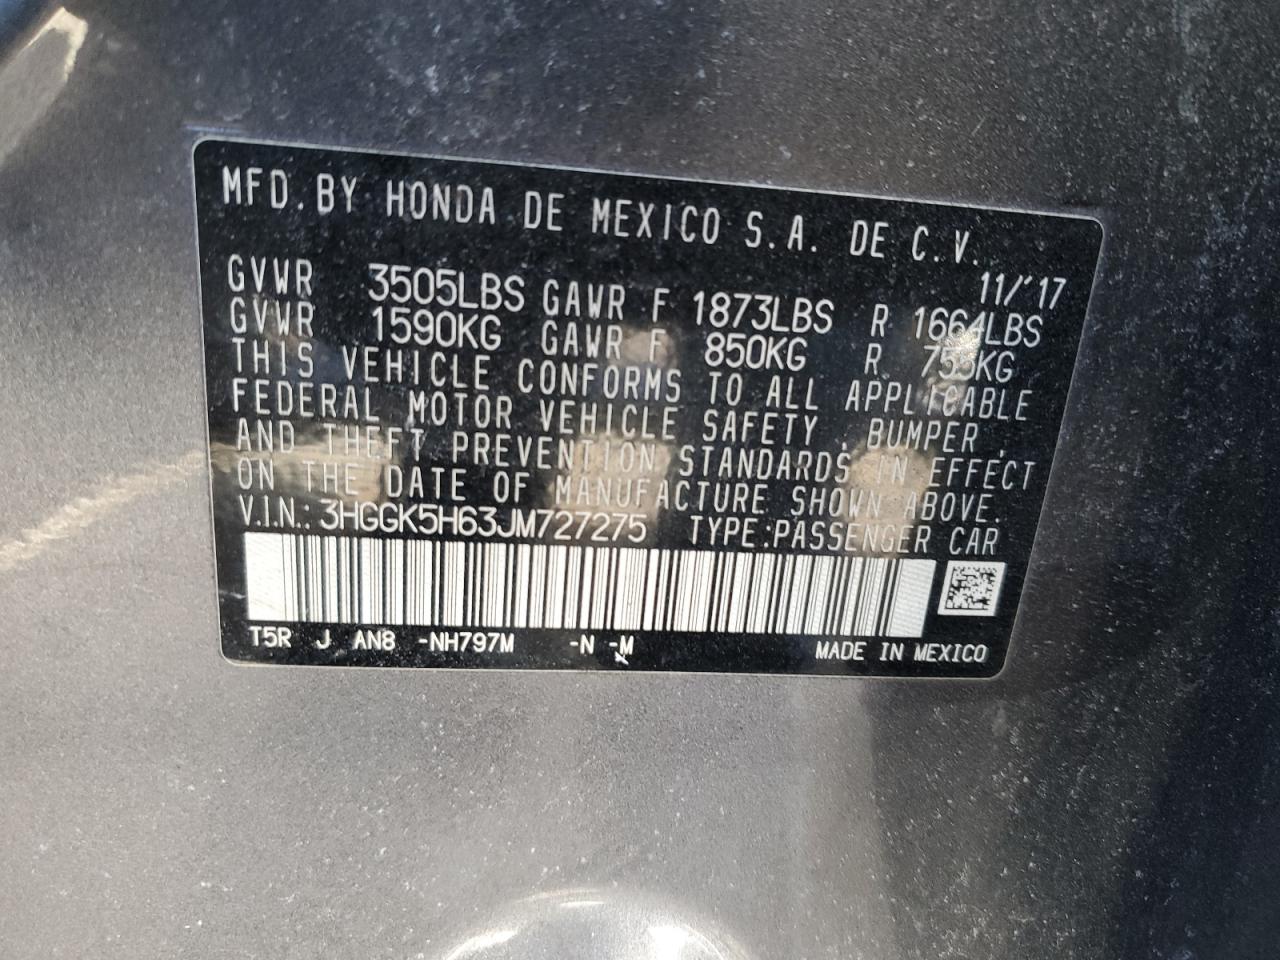 MFD. BY HONDA DE MEXICO S.A. DE C.V.
11/'17
GVWR 3505LBS GAWR F 1873LBS R 1664LBS
GVWR 1590KG GAWR F 850KG R 755KG
THIS VEHICLE CONFORMS TO ALL APPLICABLE
FEDERAL MOTOR VEHICLE SAFETY , BUMPER ,
AND THEFT PREVENTION STANDARDS IN EFFECT
ON THE DATE OF MANUFACTURE SHOWN ABOVE.
V.I.N.: 3HGGK5H63JM727275 TYPE:PASSENGER CAR
T5R J AN8 -NH797M -N -M MADE IN MEXICO